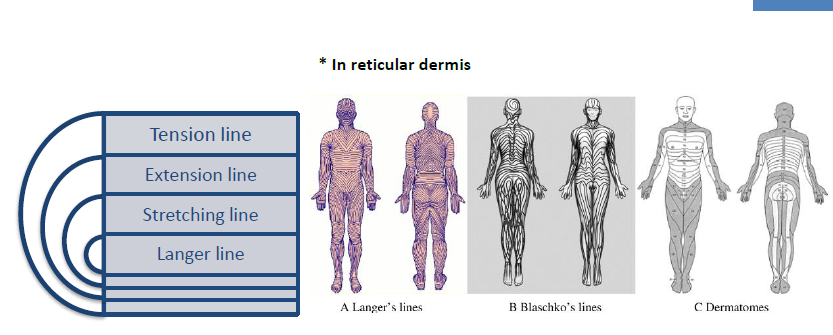 * In reticular dermis
Tension line
Extension line
Stretching line
Langer line
A Langer's lines
B Blaschko's lines
C Dermatomes